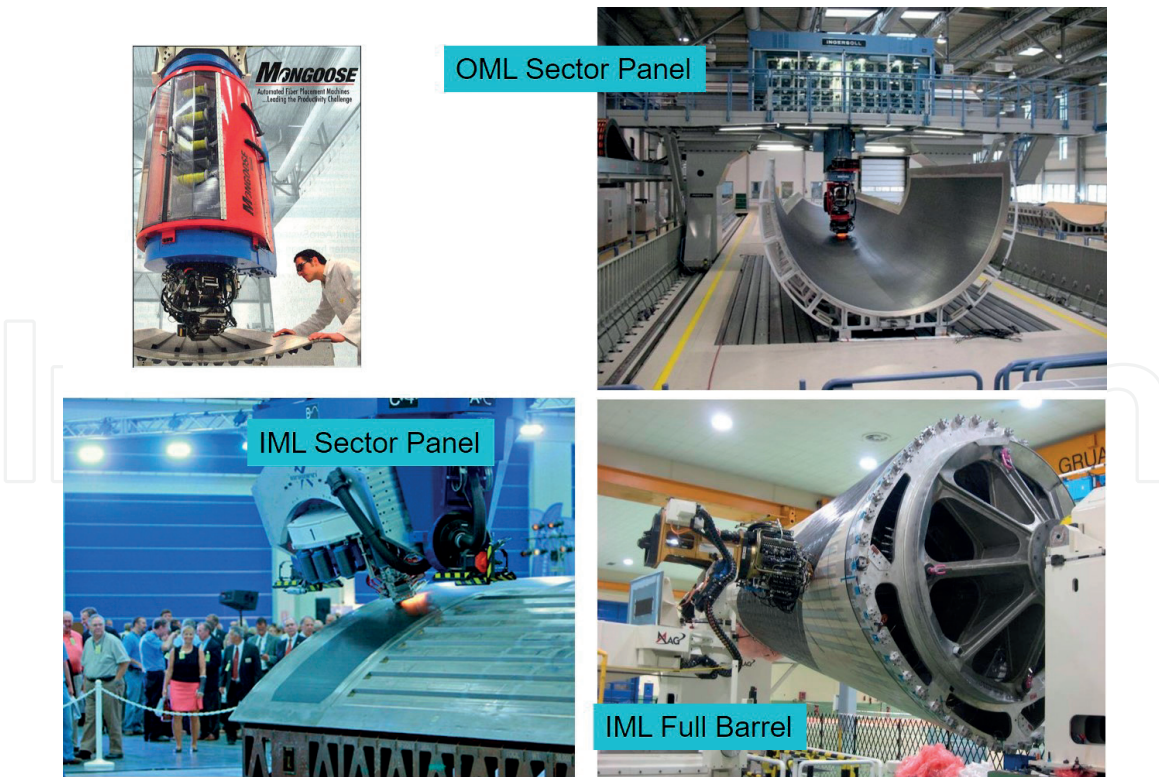 MONGOOSE
Automated Fiber Placement Machines
...Leading the Productivity Challenge
MONGOOSE
OML Sector Panel
INGERSOLL
IML Sector Panel
B
C-4
A-C
GRUA
MAG
IML Full Barrel